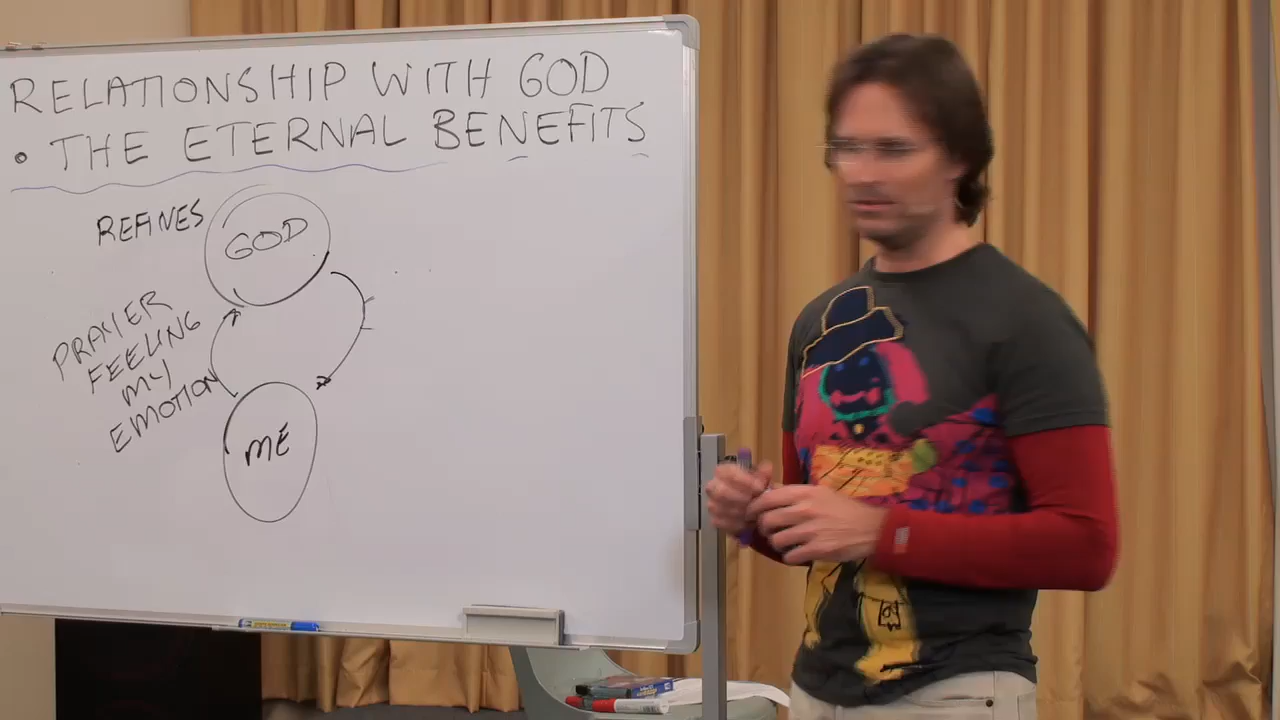 RELATIONSHIP WITH GOD
• THE ETERNAL BENEFITS
REFINES
GOD
PRAYER
FEELING
MY
EMOTION
ME